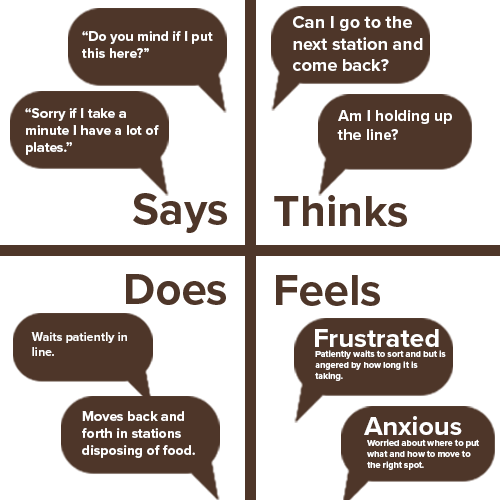 “Do you mind if I put
this here?”
“Sorry if I take a
minute I have a lot of
plates.”
Says
Can I go to the
next station and
come back?
Am I holding up
the line?
Thinks
Does
Waits patiently in
line.
Moves back and
forth in stations
disposing of food.
Feels
Frustrated
Patiently waits to sort and but is
angered by how long it is
taking.
Anxious
Worried about where to put
what and how to move to
the right spot.